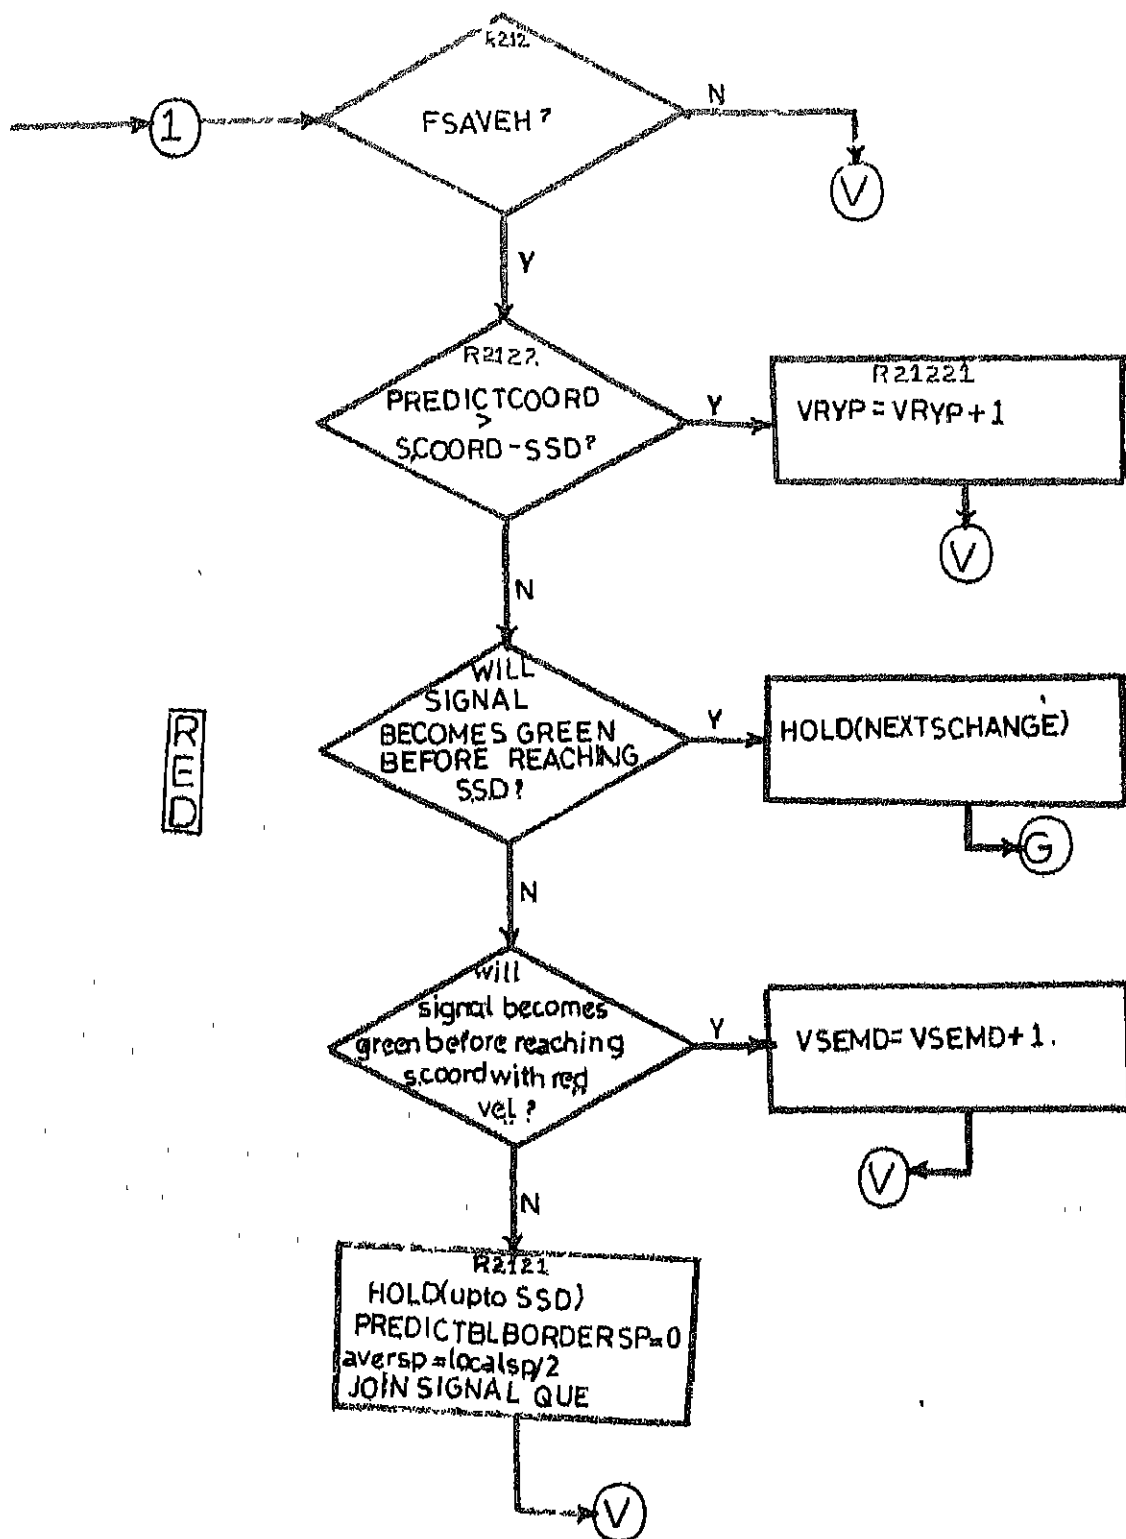 R212
1
FSAVEH?
N
V
Y
R2122
PREDICTCOORD
>
S.COORD-SSD?
Y
R21221
VRYP=VRYP+1
V
N
RED
WILL
SIGNAL
BECOMES GREEN
BEFORE REACHING
S.S.D?
Y
HOLD(NEXTSCHANGE)
G
N
will
signal becomes
green before reaching
s.coord with red
vel?
Y
VSEMD=VSEMD+1.
V
N
R2121
HOLD(upto SSD)
PREDICTBLBORDERSP=0
aversp=localsp/2
JOIN SIGNAL QUE
V